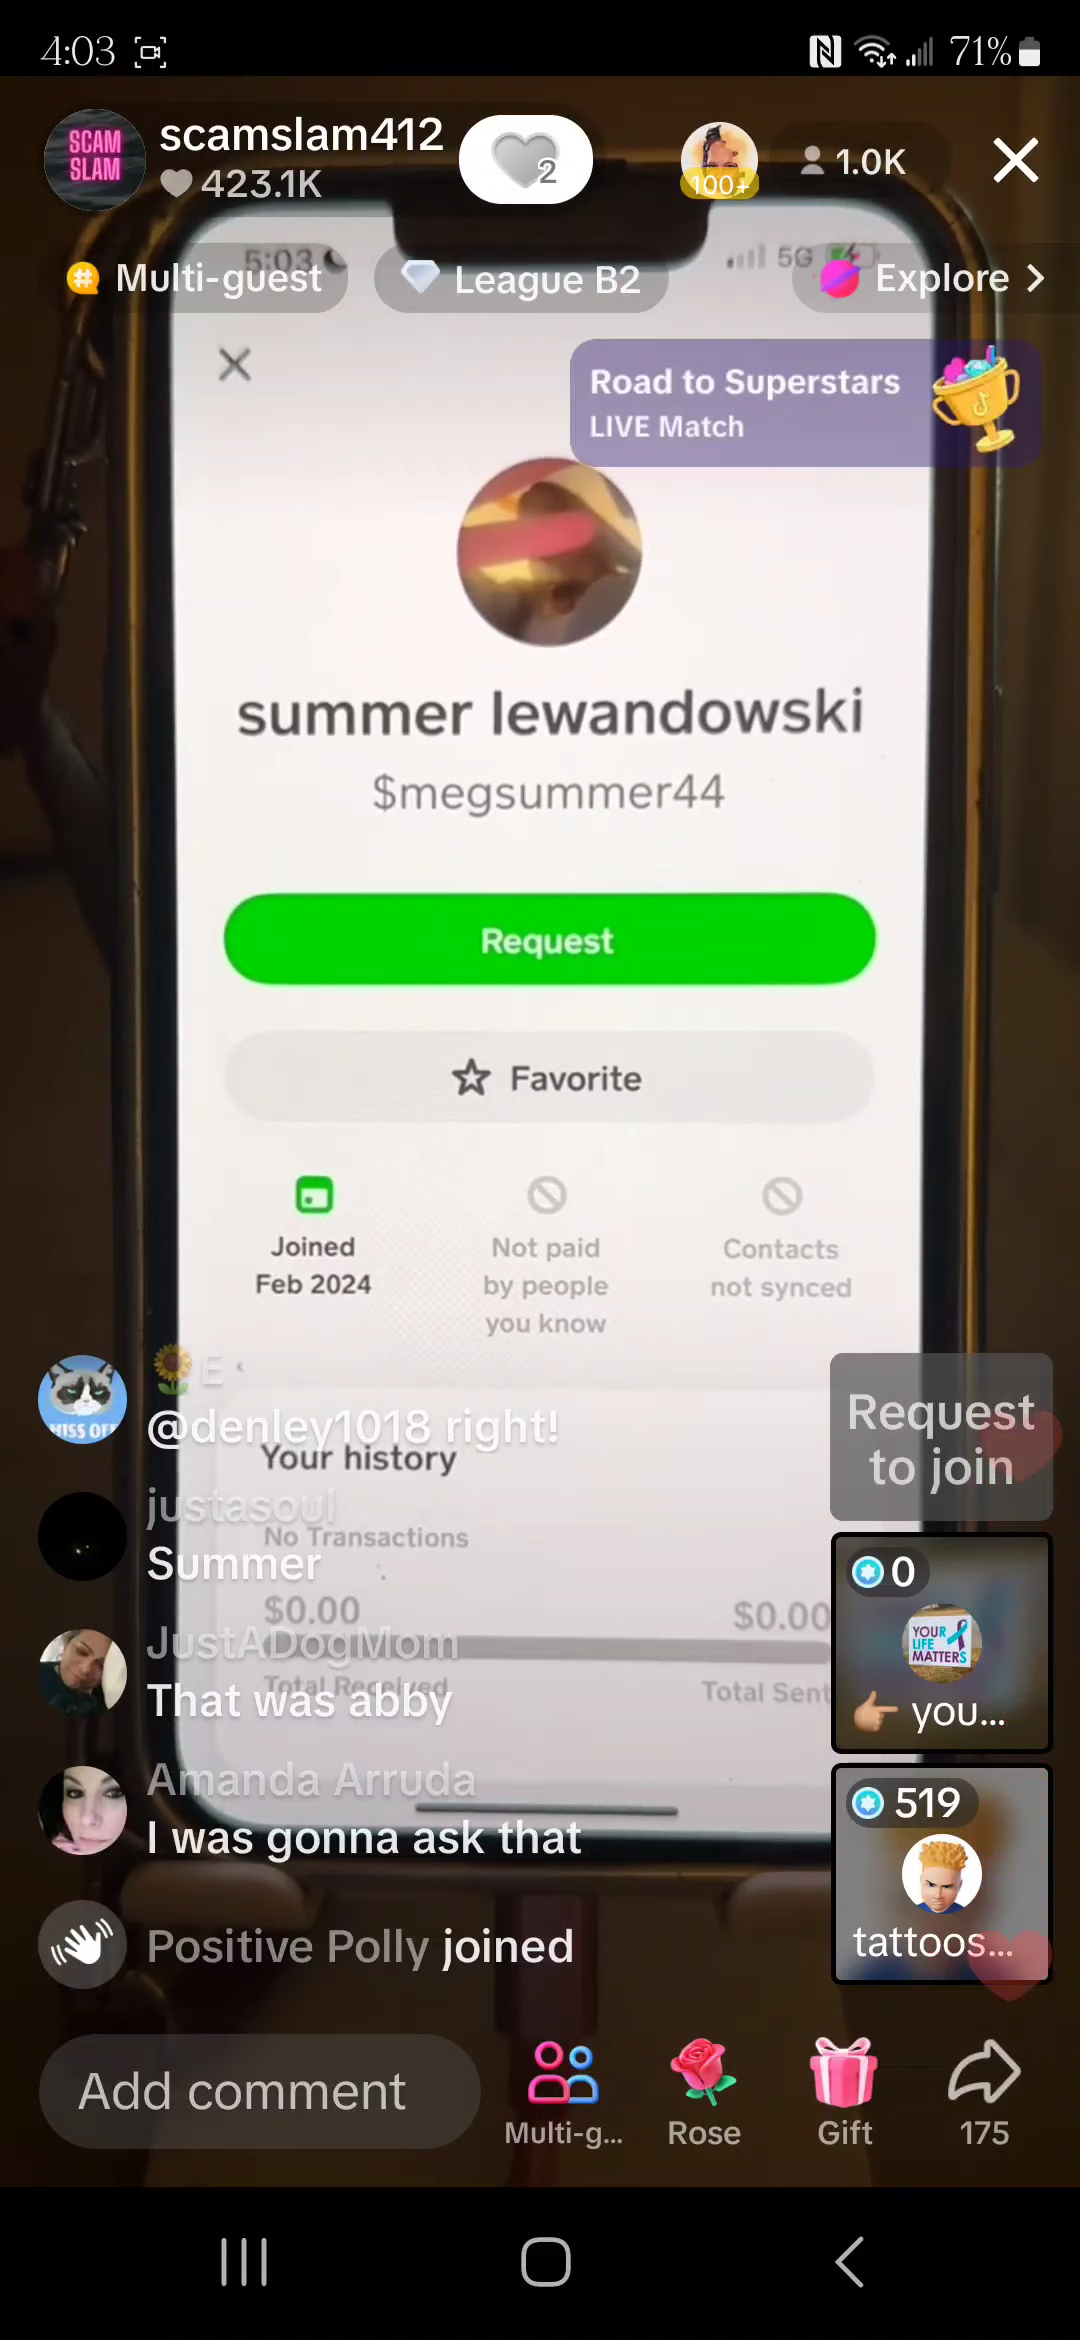 4:03
71%
SCAM
SLAM
scamslam412
423.1K
2
100+
1.0K
5:03
5G
Multi-guest
League B2
Explore
Road to Superstars
LIVE Match
summer lewandowski
$megsummer44
Request
Favorite
Joined
Feb 2024
Not paid
by people
you know
Contacts
not synced
E
@denley1018 right!
Your history
justasoul
No Transactions
Summer
$0.00
$0.00
JustADogMom
Total Received
Total Sent
That was abby
Amanda Arruda
I was gonna ask that
Positive Polly joined
Request
to join
0
YOUR
LIFE
MATTERS
you...
519
tattoos...
Add comment
Multi-g...
Rose
Gift
175